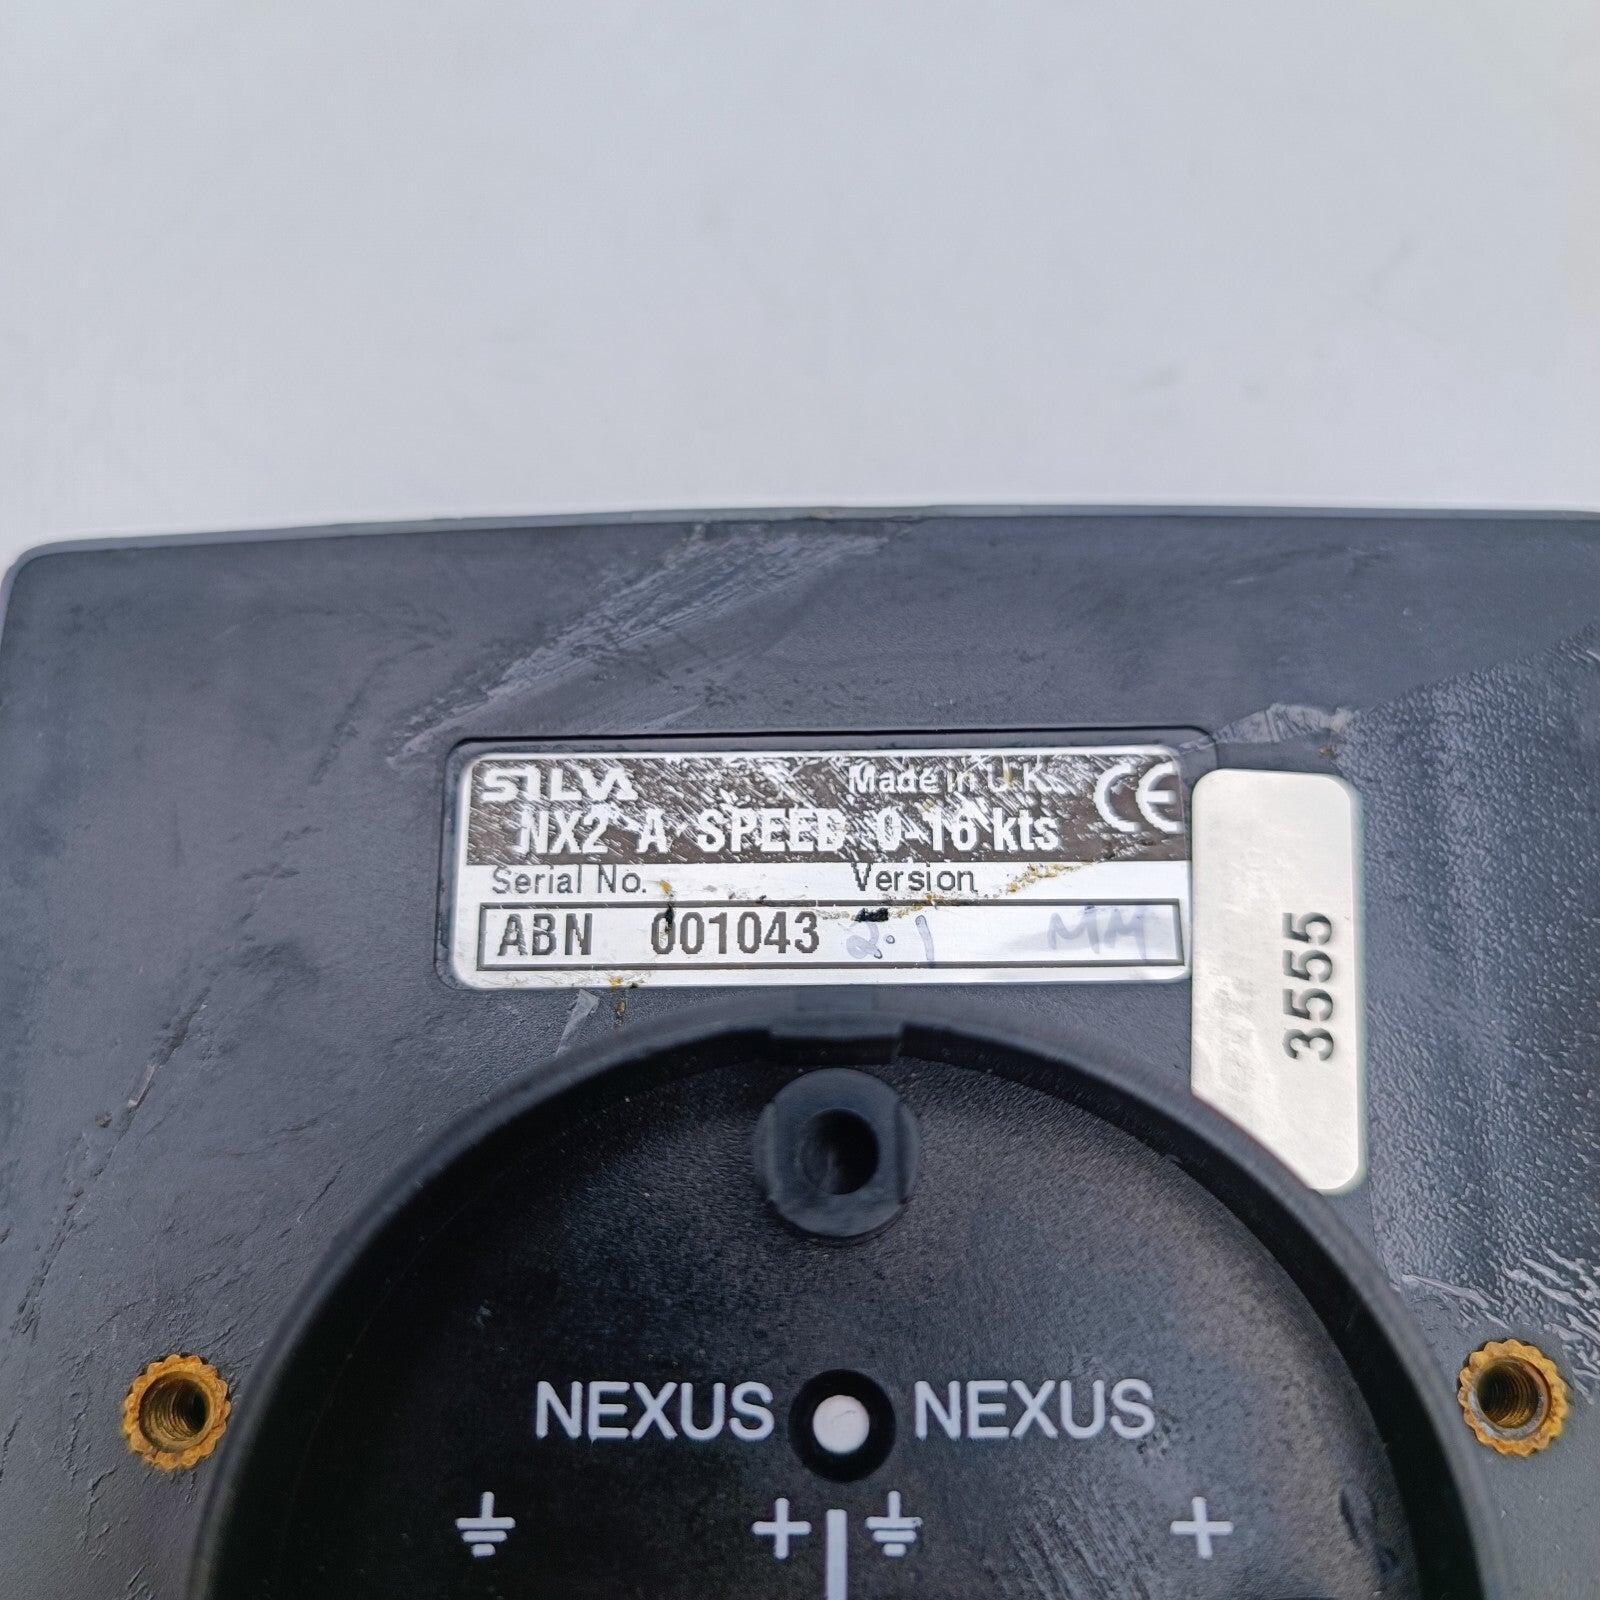 SILVA Made in U.K. CE
NX2 A SPEED 0-16 kts
Serial No. Version
ABN 001043 2.1 MM
3555
NEXUS NEXUS
+ +